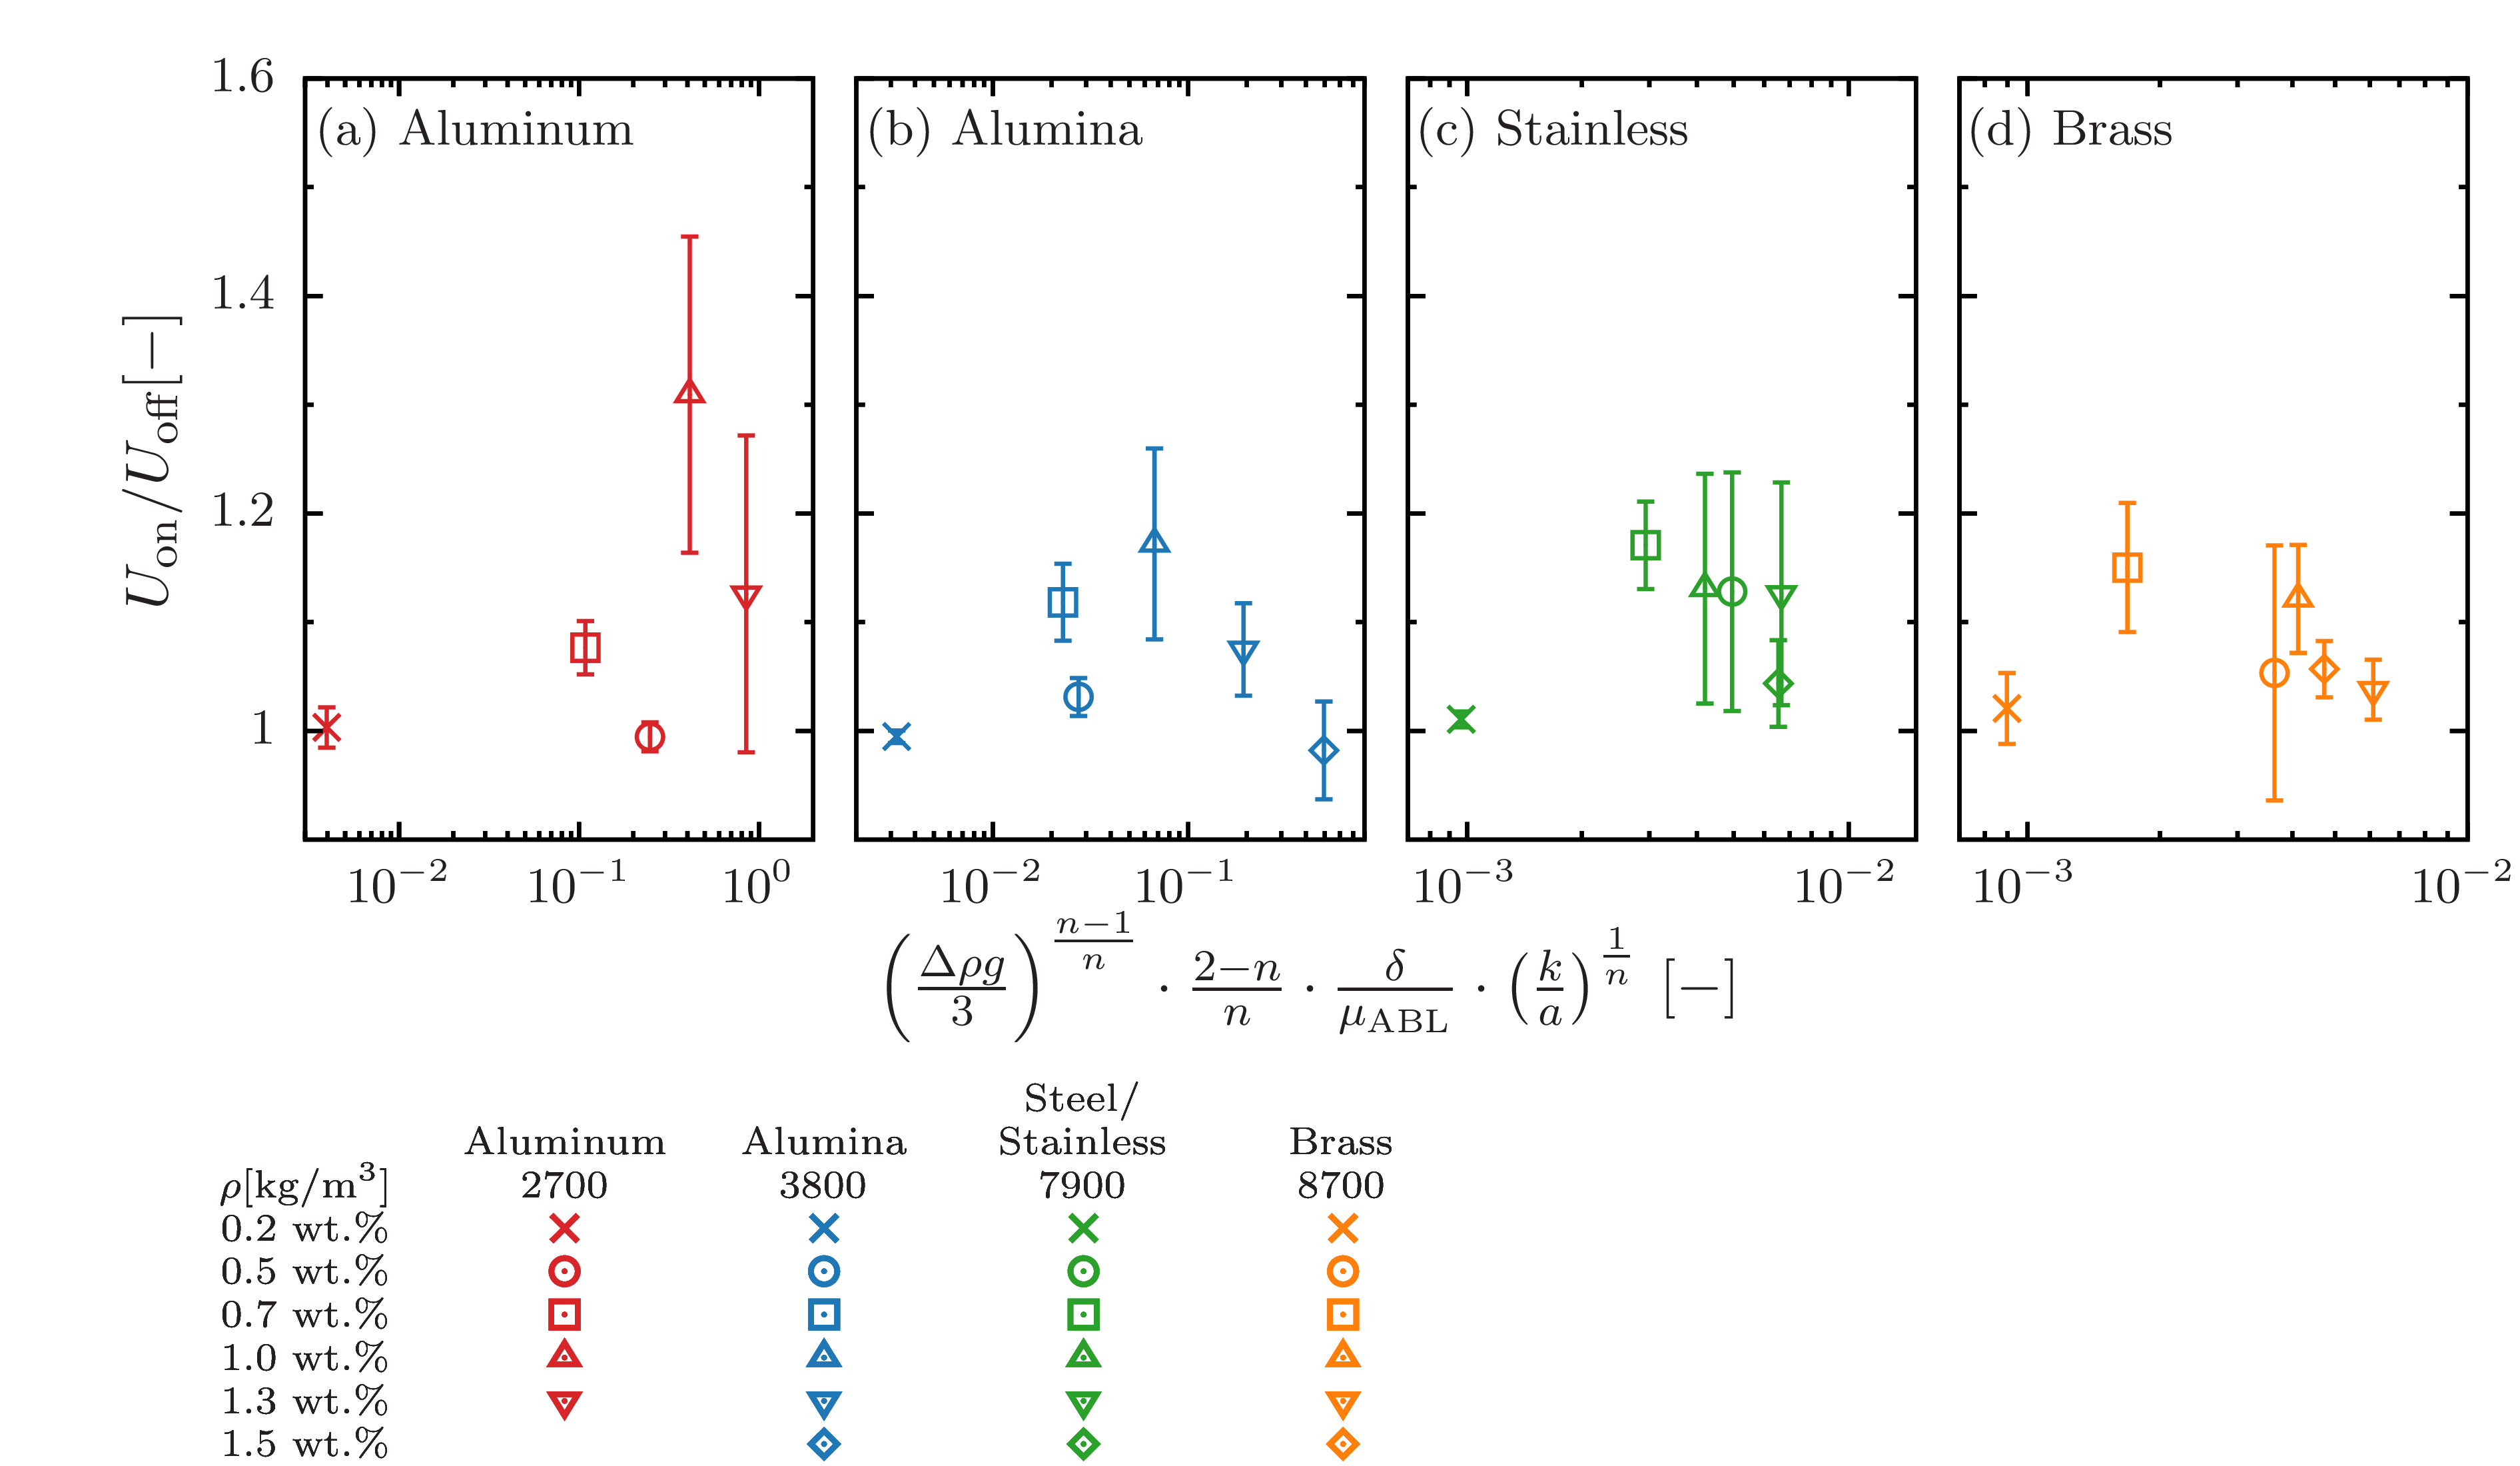 (a) Aluminum (b) Alumina (c) Stainless (d) Brass
1.6
1.4
1.2
1
U_on/U_off[−]
10^−2 10^−1 10^0 10^−2 10^−1 10^−3 10^−2 10^−3 10^−2
(Δρg/3)^((n−1)/n) · (2−n)/n · δ/μ_ABL · (k/a)^(1/n) [−]
Steel/
Aluminum Alumina Stainless Brass
ρ[kg/m^3] 2700 3800 7900 8700
0.2 wt.%
0.5 wt.%
0.7 wt.%
1.0 wt.%
1.3 wt.%
1.5 wt.%